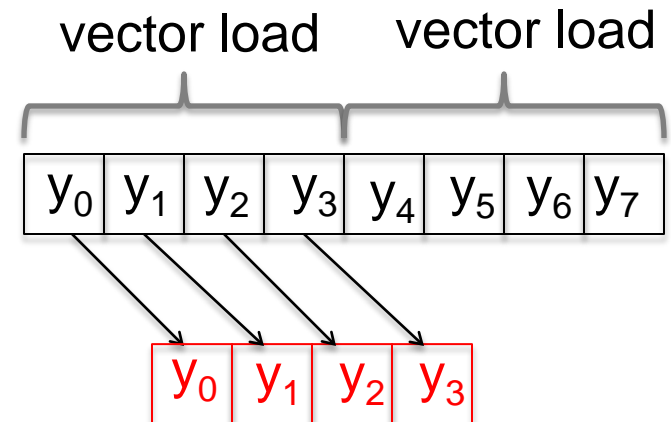 vector load vector load
y₀ y₁ y₂ y₃ y₄ y₅ y₆ y₇
y₀ y₁ y₂ y₃